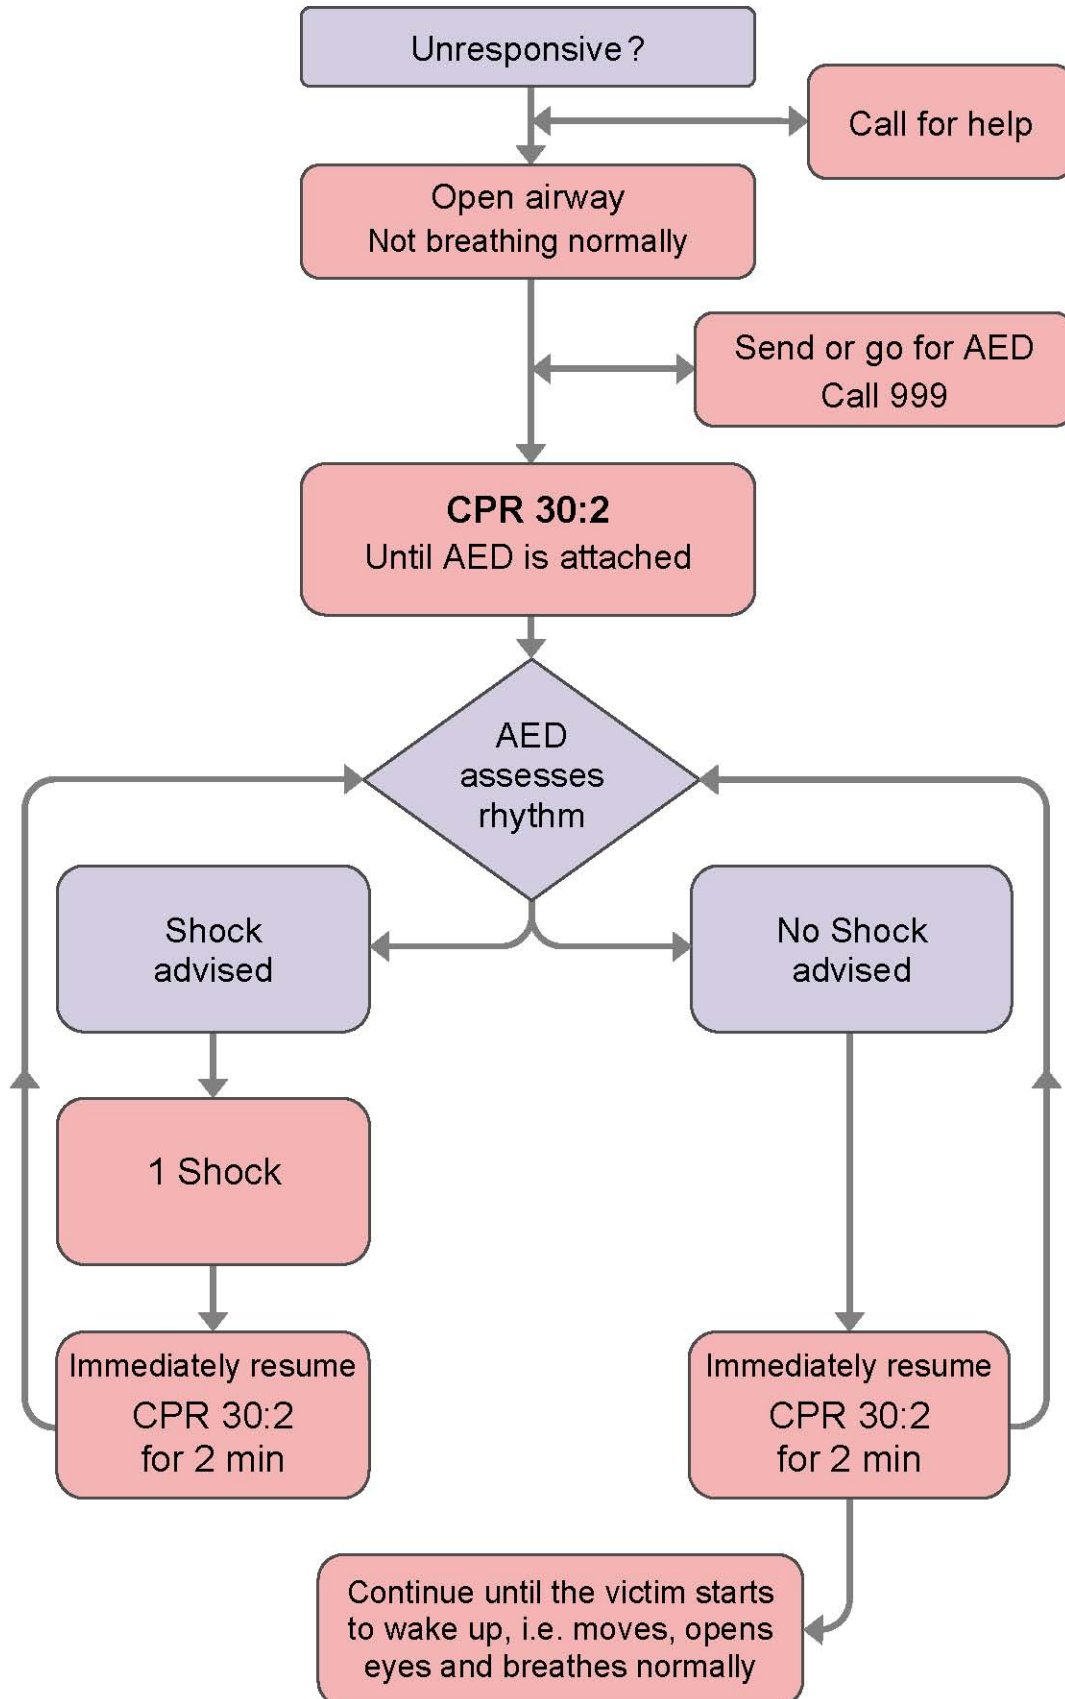 Unresponsive?
Call for help
Open airway
Not breathing normally
Send or go for AED
Call 999
CPR 30:2
Until AED is attached
AED
assesses
rhythm
Shock
advised
No Shock
advised
1 Shock
Immediately resume
CPR 30:2
for 2 min
Immediately resume
CPR 30:2
for 2 min
Continue until the victim starts
to wake up, i.e. moves, opens
eyes and breathes normally